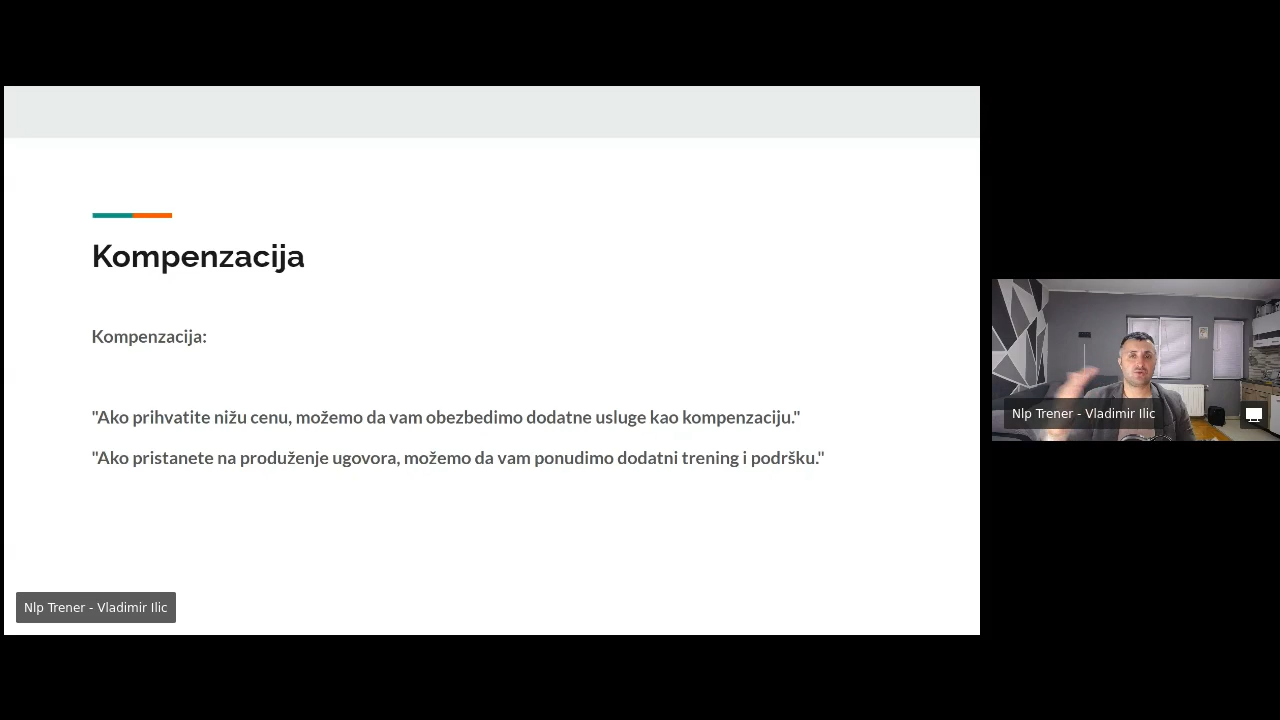 Kompenzacija
Kompenzacija:
"Ako prihvatite nižu cenu, možemo da vam obezbedimo dodatne usluge kao kompenzaciju."
"Ako pristanete na produženje ugovora, možemo da vam ponudimo dodatni trening i podršku."
Nlp Trener - Vladimir Ilic
Nlp Trener - Vladimir Ilic